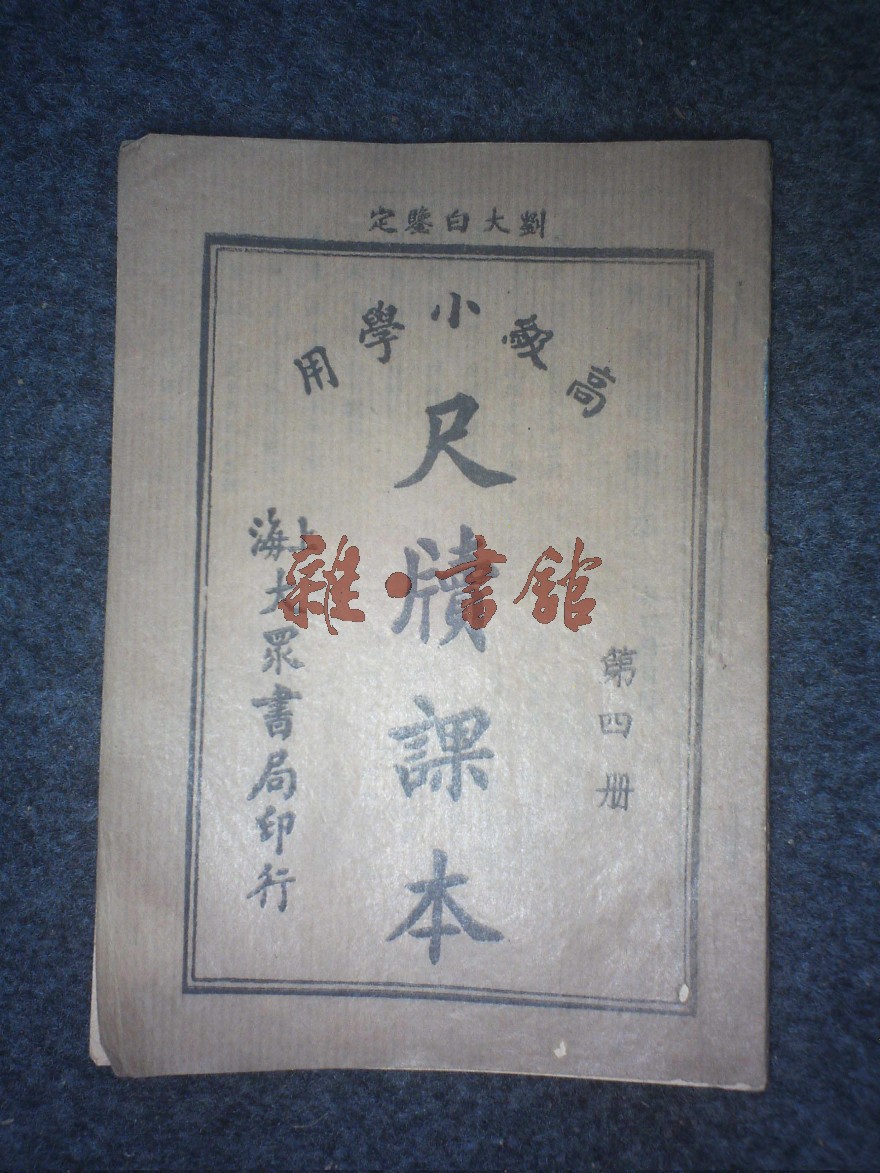 劉大白鑒定
高級小學用
第四册
尺牘課本
上海大眾書局印行
雜·書館